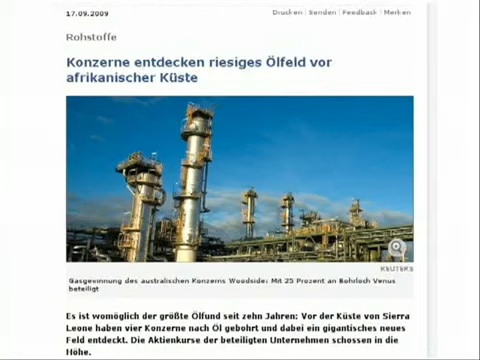 17.09.2009
Drucken | Senden | Feedback | Merken
Rohstoffe
Konzerne entdecken riesiges Ölfeld vor
afrikanischer Küste
REUTERS
Gasgewinnung des australischen Konzerns Woodside: Mit 25 Prozent an Bohrloch Venus
beteiligt
Es ist womöglich der größte Ölfund seit zehn Jahren: Vor der Küste von Sierra
Leone haben vier Konzerne nach Öl gebohrt und dabei ein gigantisches neues
Feld entdeckt. Die Aktienkurse der beteiligten Unternehmen schossen in die
Höhe.